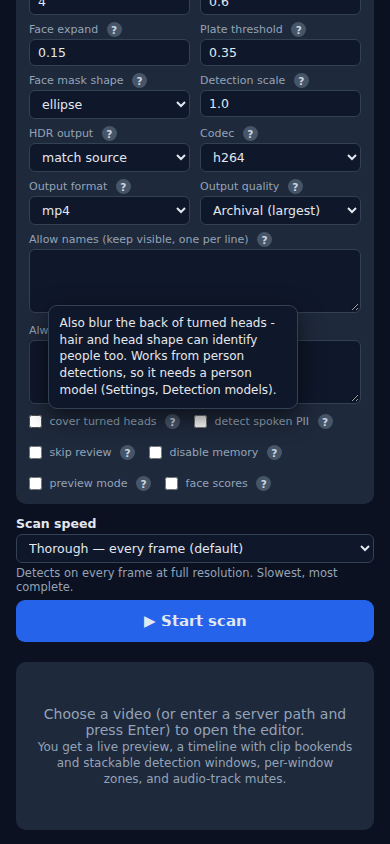 4 0.6
Face expand ? Plate threshold ?
0.15 0.35
Face mask shape ? Detection scale ?
ellipse 1.0
HDR output ? Codec ?
match source h264
Output format ? Output quality ?
mp4 Archival (largest)
Allow names (keep visible, one per line) ?
Alw
Also blur the back of turned heads -
hair and head shape can identify
people too. Works from person
detections, so it needs a person
model (Settings, Detection models).
cover turned heads ? detect spoken PII ?
skip review ? disable memory ?
preview mode ? face scores ?
Scan speed
Thorough — every frame (default)
Detects on every frame at full resolution. Slowest, most
complete.
▶ Start scan
Choose a video (or enter a server path and
press Enter) to open the editor.
You get a live preview, a timeline with clip bookends
and stackable detection windows, per-window
zones, and audio-track mutes.